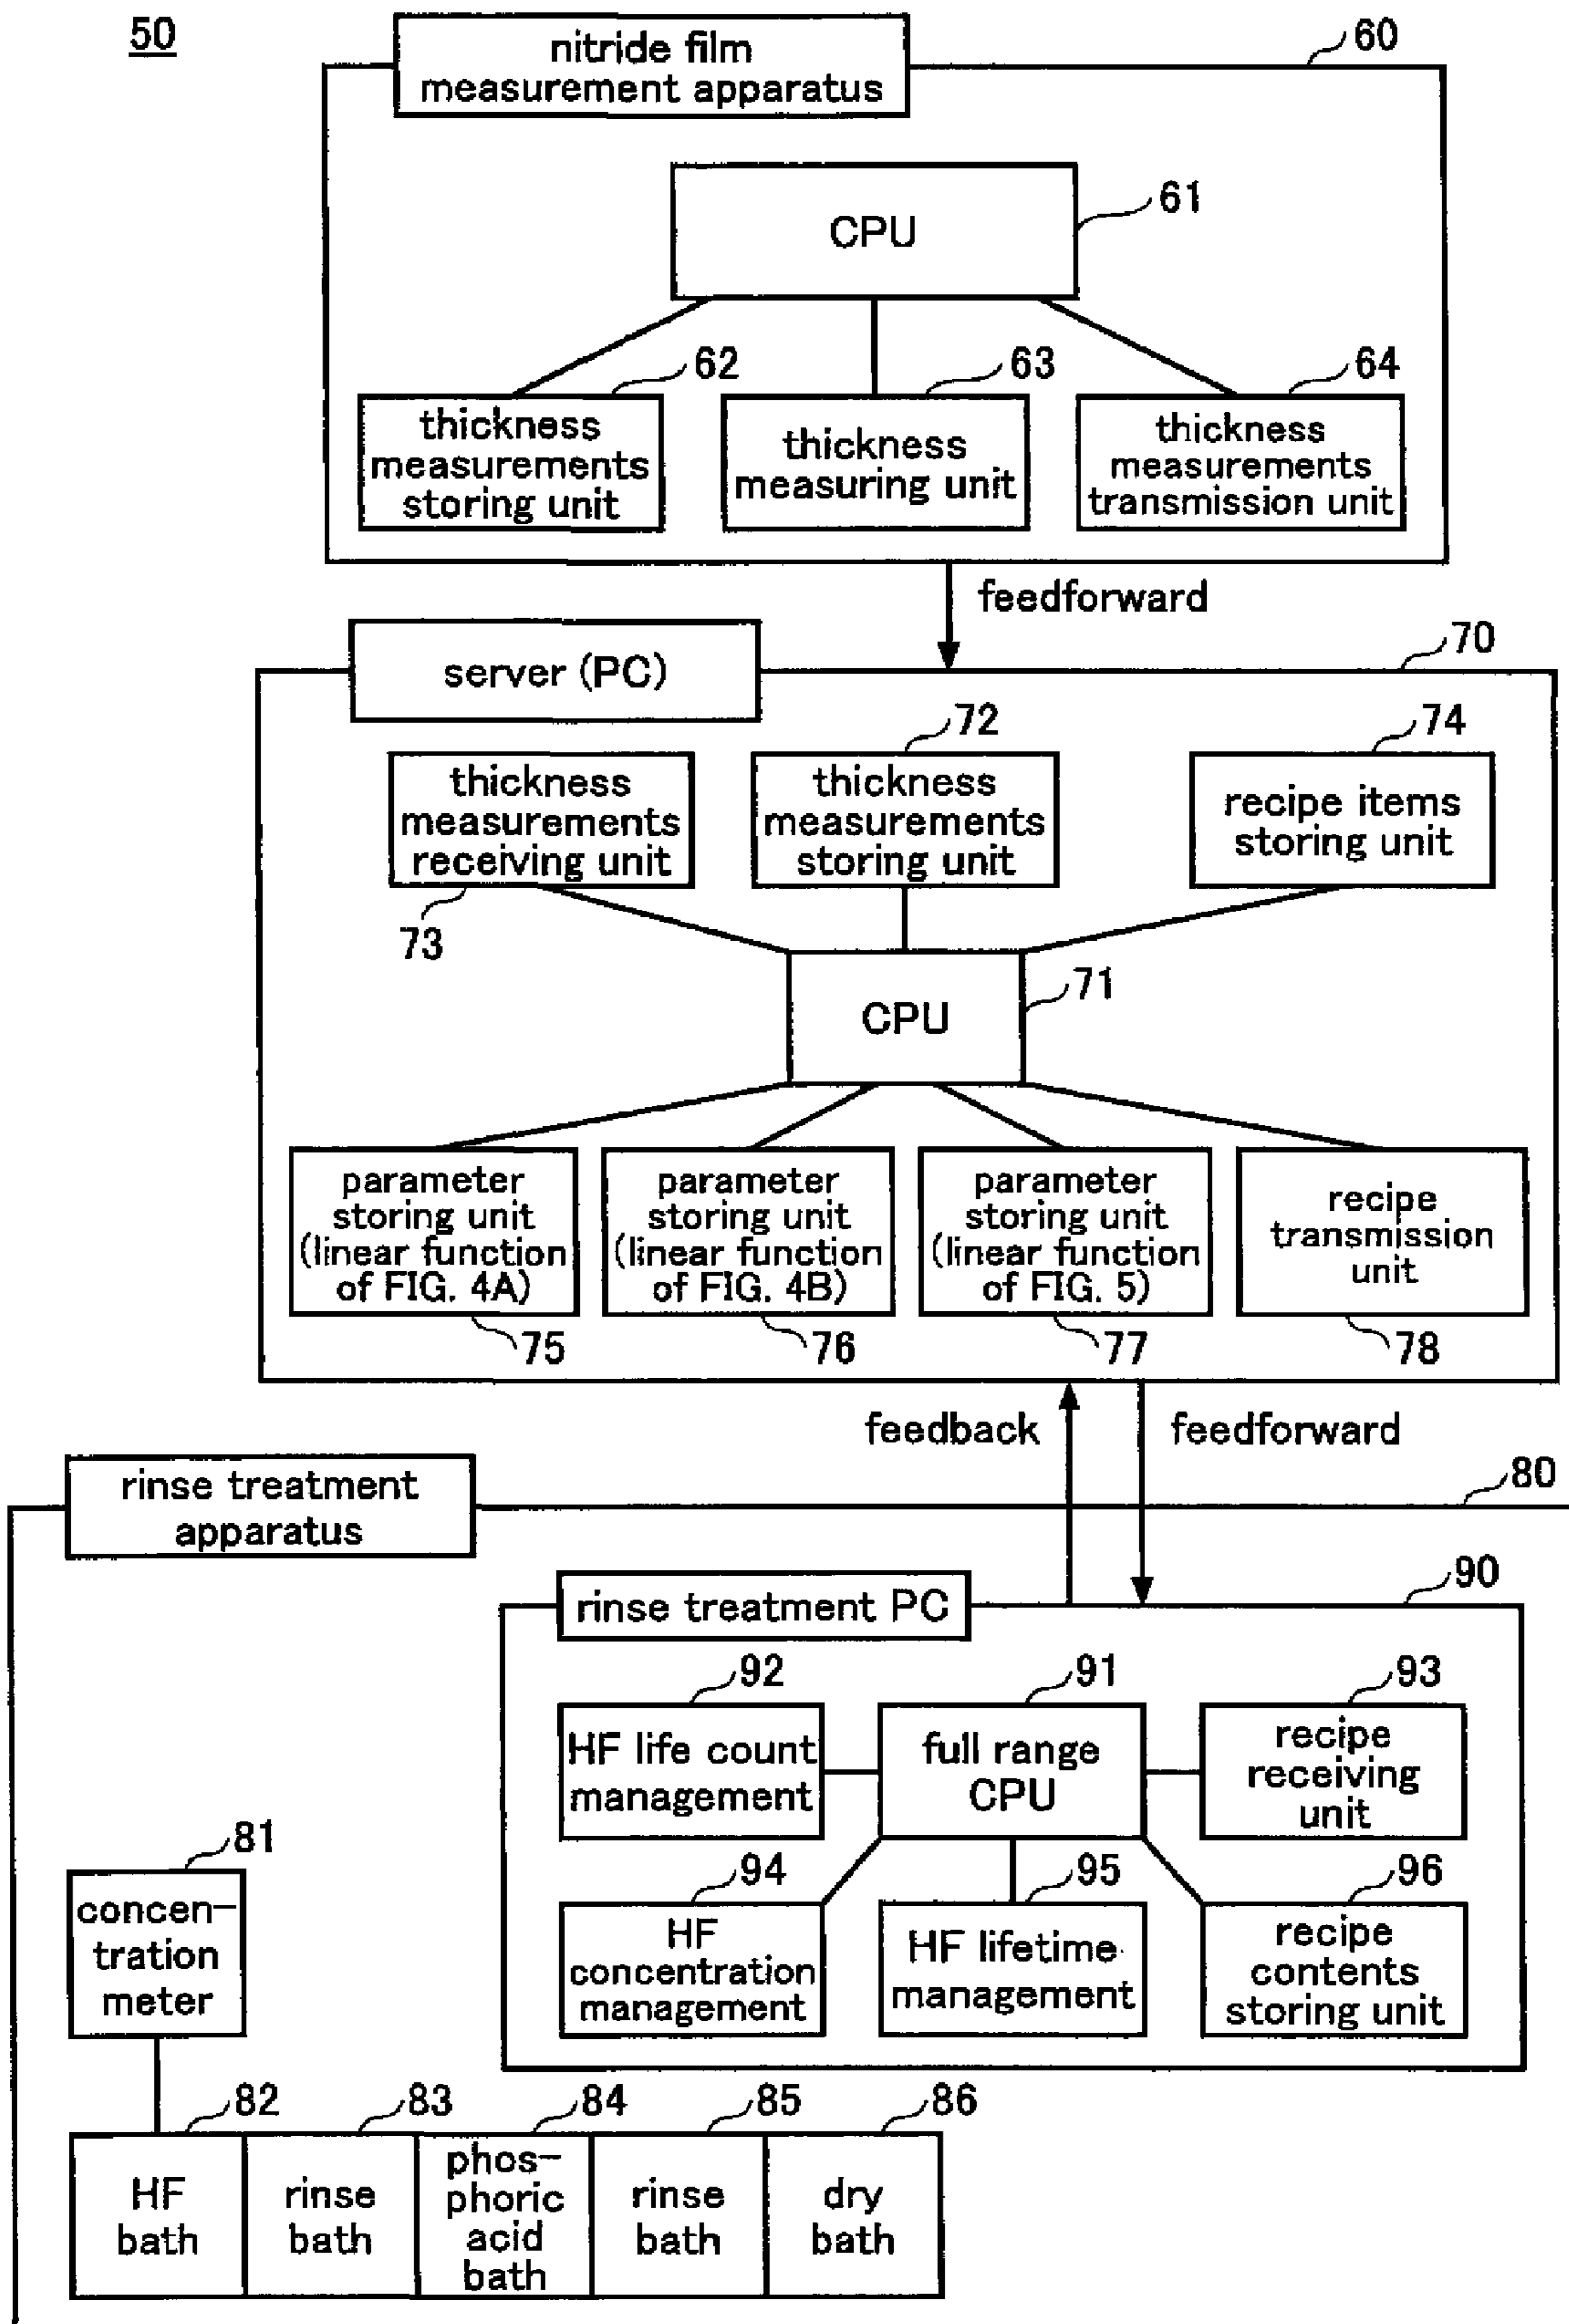 50
nitride film
measurement apparatus
60
CPU
61
62
63
64
thickness
measurements
storing unit
thickness
measuring unit
thickness
measurements
transmission unit
feedforward
server (PC)
70
72
74
thickness
measurements
receiving unit
thickness
measurements
storing unit
recipe items
storing unit
73
CPU
71
parameter
storing unit
(linear function
of FIG. 4A)
parameter
storing unit
(linear function
of FIG. 4B)
parameter
storing unit
(linear function
of FIG. 5)
recipe
transmission
unit
75
76
77
78
feedback
feedforward
rinse treatment
apparatus
80
rinse treatment PC
90
92
91
93
HF life count
management
full range
CPU
recipe
receiving
unit
94
95
96
HF
concentration
management
HF lifetime
management
recipe
contents
storing unit
81
concen-
tration
meter
82
83
84
85
86
HF
bath
rinse
bath
phos-
phoric
acid
bath
rinse
bath
dry
bath